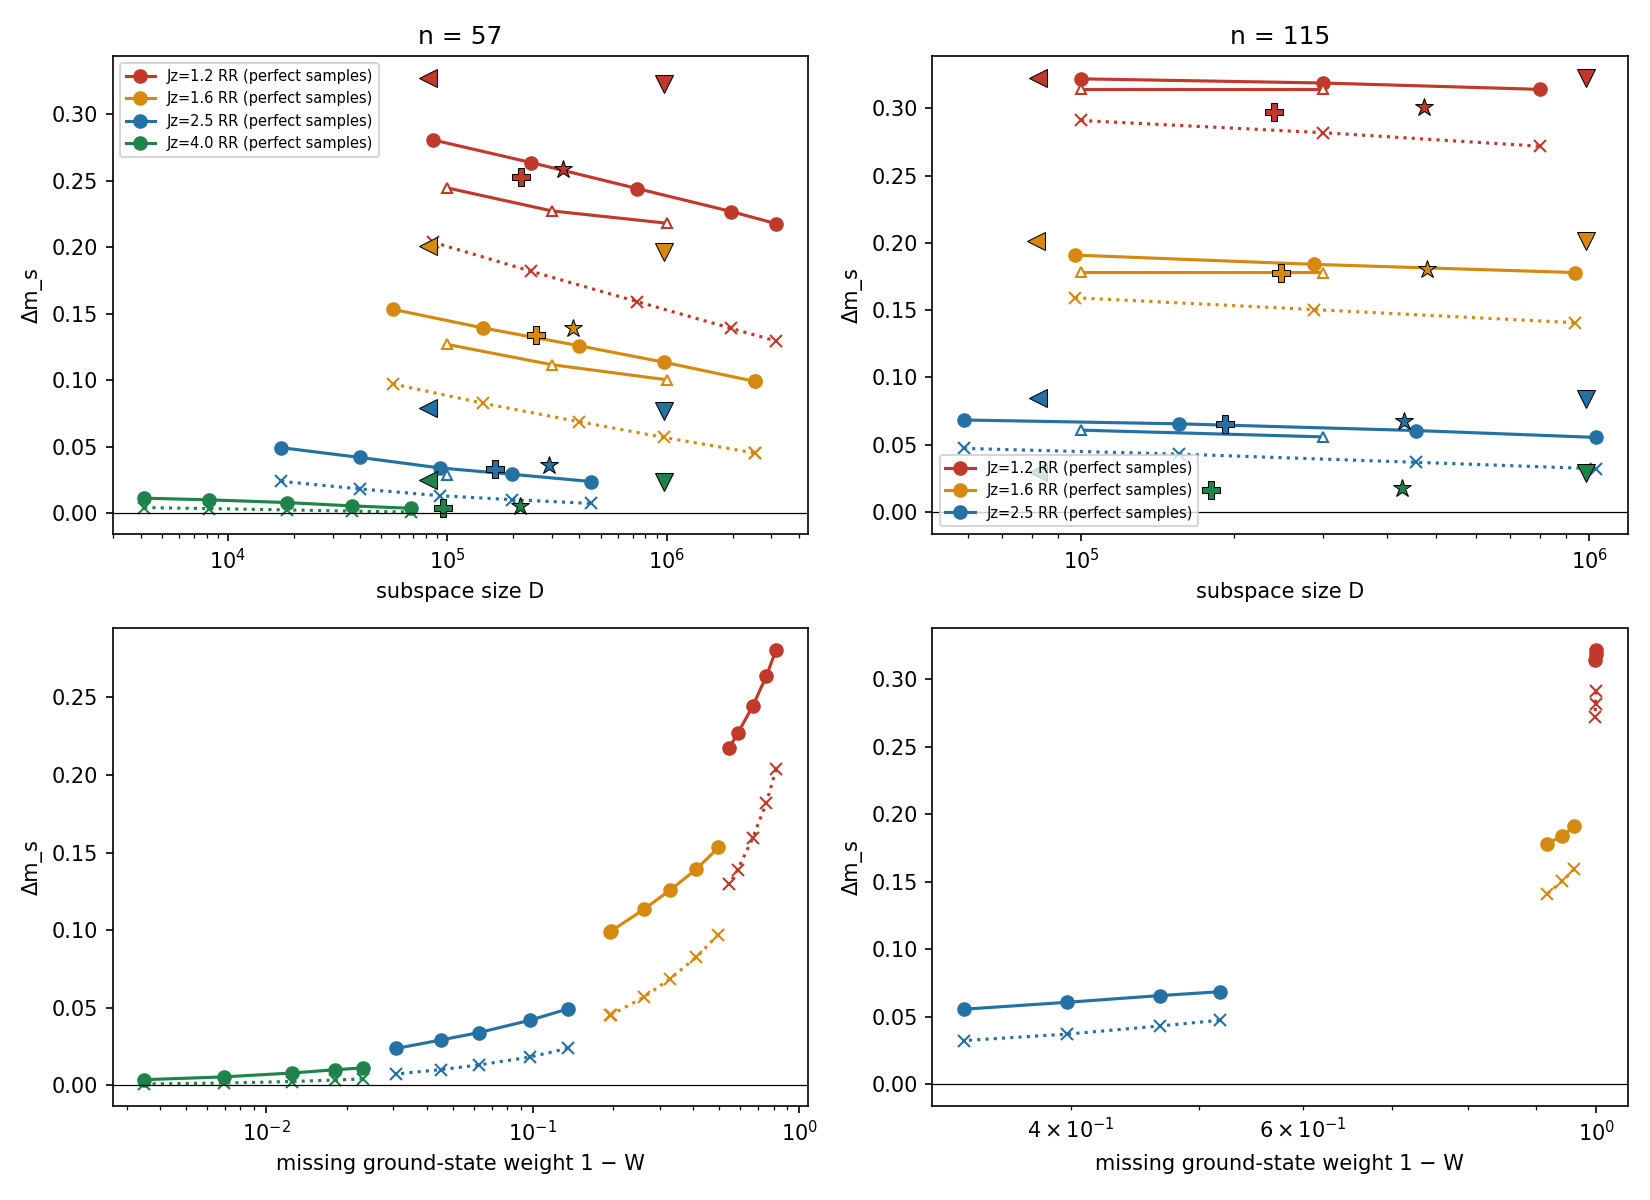 n = 57
Δm_s
0.30
0.25
0.20
0.15
0.10
0.05
0.00
Jz=1.2 RR (perfect samples)
Jz=1.6 RR (perfect samples)
Jz=2.5 RR (perfect samples)
Jz=4.0 RR (perfect samples)
10⁴ 10⁵ 10⁶
subspace size D
n = 115
Δm_s
0.30
0.25
0.20
0.15
0.10
0.05
0.00
Jz=1.2 RR (perfect samples)
Jz=1.6 RR (perfect samples)
Jz=2.5 RR (perfect samples)
10⁵ 10⁶
subspace size D
Δm_s
0.25
0.20
0.15
0.10
0.05
0.00
10⁻² 10⁻¹ 10⁰
missing ground-state weight 1 − W
Δm_s
0.30
0.25
0.20
0.15
0.10
0.05
0.00
4 × 10⁻¹ 6 × 10⁻¹ 10⁰
missing ground-state weight 1 − W